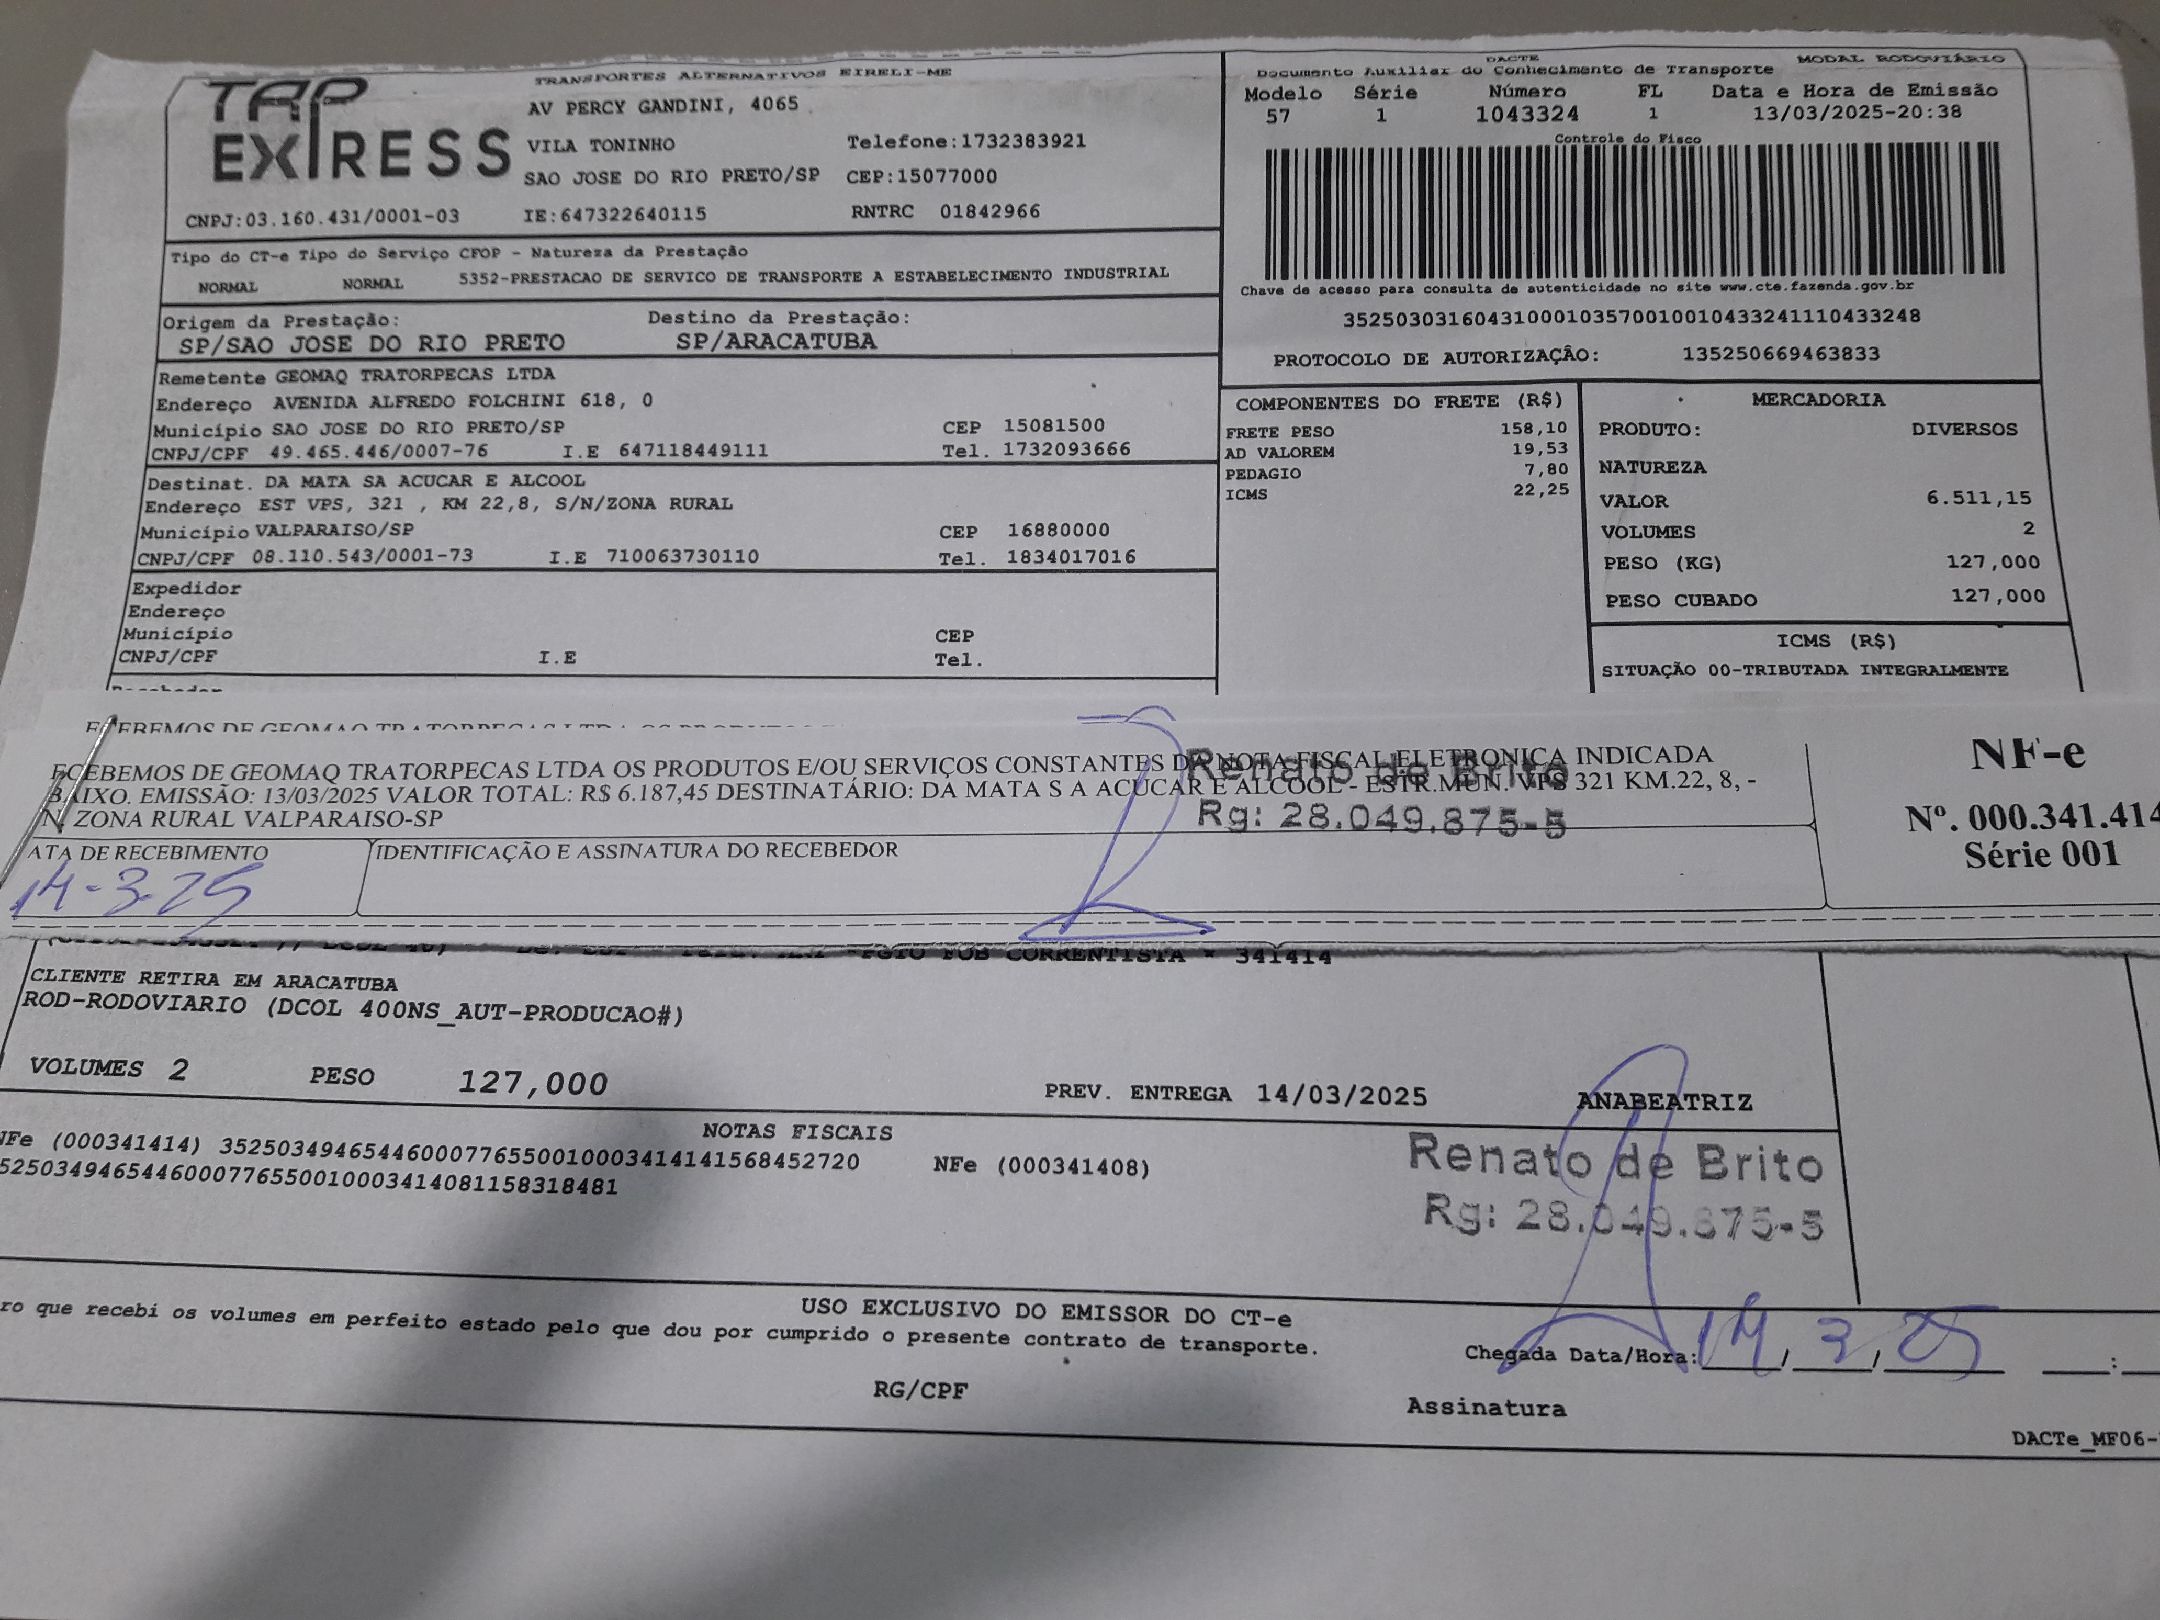 TAP EXPRESS
TRANSPORTES ALTERNATIVOS EIRELI-ME
AV PERCY GANDINI, 4065
VILA TONINHO Telefone:1732383921
SAO JOSE DO RIO PRETO/SP CEP:15077000
CNPJ:03.160.431/0001-03 IE:647322640115 RNTRC 01842966
DACTE MODAL RODOVIÁRIO
Documento Auxiliar do Conhecimento de Transporte
Modelo Série Número FL Data e Hora de Emissão
57 1 1043324 1 13/03/2025-20:38
Controle do Fisco
Chave de acesso para consulta de autenticidade no site www.cte.fazenda.gov.br
35250303160431000103570010010433241110433248
PROTOCOLO DE AUTORIZAÇÃO: 135250669463833
Tipo do CT-e Tipo do Serviço CFOP - Natureza da Prestação
NORMAL NORMAL 5352-PRESTACAO DE SERVICO DE TRANSPORTE A ESTABELECIMENTO INDUSTRIAL
Origem da Prestação: Destino da Prestação:
SP/SAO JOSE DO RIO PRETO SP/ARACATUBA
Remetente GEOMAQ TRATORPECAS LTDA
Endereço AVENIDA ALFREDO FOLCHINI 618, 0
Município SAO JOSE DO RIO PRETO/SP CEP 15081500
CNPJ/CPF 49.465.446/0007-76 I.E 647118449111 Tel. 1732093666
Destinat. DA MATA SA ACUCAR E ALCOOL
Endereço EST VPS, 321 , KM 22,8, S/N/ZONA RURAL
Município VALPARAISO/SP CEP 16880000
CNPJ/CPF 08.110.543/0001-73 I.E 710063730110 Tel. 1834017016
Expedidor
Endereço
Município CEP
CNPJ/CPF I.E Tel.
COMPONENTES DO FRETE (R$)
FRETE PESO 158,10
AD VALOREM 19,53
PEDAGIO 7,80
ICMS 22,25
MERCADORIA
PRODUTO: DIVERSOS
NATUREZA
VALOR 6.511,15
VOLUMES 2
PESO (KG) 127,000
PESO CUBADO 127,000
ICMS (R$)
SITUAÇÃO 00-TRIBUTADA INTEGRALMENTE
ECEBEMOS DE GEOMAQ TRATORPECAS LTDA OS PRODUTOS E/OU SERVIÇOS CONSTANTES DA NOTA FISCAL ELETRONICA INDICADA
BAIXO. EMISSÃO: 13/03/2025 VALOR TOTAL: R$ 6.187,45 DESTINATÁRIO: DA MATA S A ACUCAR E ALCOOL - ESTR.MUN. VPS 321 KM.22, 8, -
N. ZONA RURAL VALPARAISO-SP
Renato de Brito
Rg: 28.049.875-5
ATA DE RECEBIMENTO IDENTIFICAÇÃO E ASSINATURA DO RECEBEDOR
14-3-25
NF-e
Nº. 000.341.414
Série 001
PGTO FOB CORRENTISTA * 341414
CLIENTE RETIRA EM ARACATUBA
ROD-RODOVIARIO (DCOL 400NS_AUT-PRODUCAO#)
VOLUMES 2 PESO 127,000 PREV. ENTREGA 14/03/2025 ANABEATRIZ
NOTAS FISCAIS
NFe (000341414) 35250349465446000776550010003414141568452720 NFe (000341408)
5250349465446000776550010003414081158318481
Renato de Brito
Rg: 28.049.875-5
USO EXCLUSIVO DO EMISSOR DO CT-e
ro que recebi os volumes em perfeito estado pelo que dou por cumprido o presente contrato de transporte.
Chegada Data/Hora: 14 / 3 / 25 :
RG/CPF
Assinatura
DACTe_MF06-